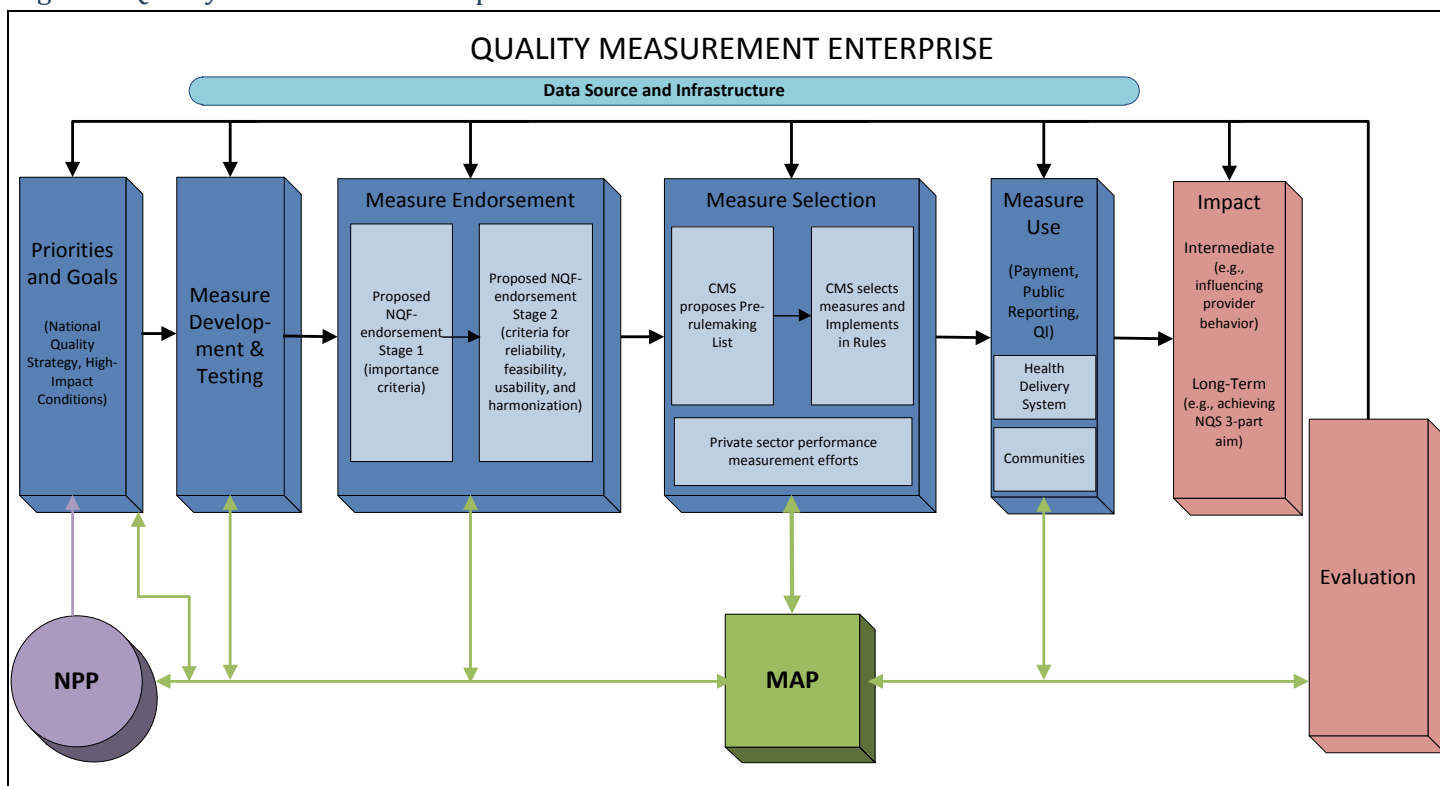 QUALITY MEASUREMENT ENTERPRISE
Data Source and Infrastructure
Priorities
and Goals
(National
Quality
Strategy, High-
Impact
Conditions)
Measure
Develop-
ment &
Testing
Measure Endorsement
Proposed
NQF-
endorsement
Stage 1
(importance
criteria)
Proposed NQF-
endorsement
Stage 2
(criteria for
reliability,
feasibility,
usability, and
harmonization)
Measure Selection
CMS
proposes Pre-
rulemaking
List
CMS selects
measures and
Implements
in Rules
Private sector performance
measurement efforts
Measure
Use
(Payment,
Public
Reporting,
QI)
Health
Delivery
System
Communities
Impact
Intermediate
(e.g.,
influencing
provider
behavior)
Long-Term
(e.g., achieving
NQS 3-part
aim)
Evaluation
NPP
MAP